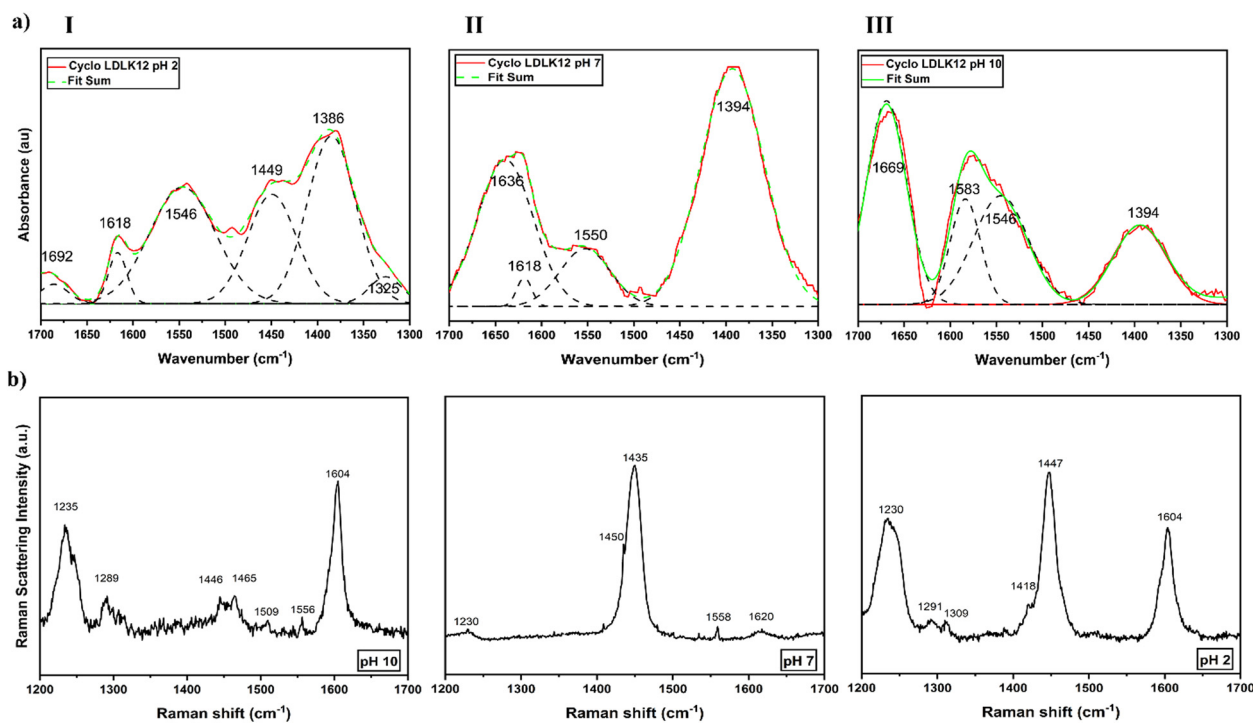 a)
I
II
III
Cyclo LDLK12 pH 2
Fit Sum
Cyclo LDLK12 pH 7
Fit Sum
Cyclo LDLK12 pH 10
Fit Sum
Absorbance (au)
1692
1618
1546
1449
1386
1325
1636
1618
1550
1394
1669
1583
1546
1394
1700 1650 1600 1550 1500 1450 1400 1350 1300
1700 1650 1600 1550 1500 1450 1400 1350 1300
1700 1650 1600 1550 1500 1450 1400 1350 1300
Wavenumber (cm⁻¹)
Wavenumber (cm⁻¹)
Wavenumber (cm⁻¹)
b)
Raman Scattering Intensity (a.u.)
1235
1289
1446
1465
1509
1556
1604
pH 10
1230
1450
1435
1558
1620
pH 7
1230
1291
1309
1418
1447
1604
pH 2
1200 1300 1400 1500 1600 1700
1200 1300 1400 1500 1600 1700
1200 1300 1400 1500 1600 1700
Raman shift (cm⁻¹)
Raman shift (cm⁻¹)
Raman shift (cm⁻¹)